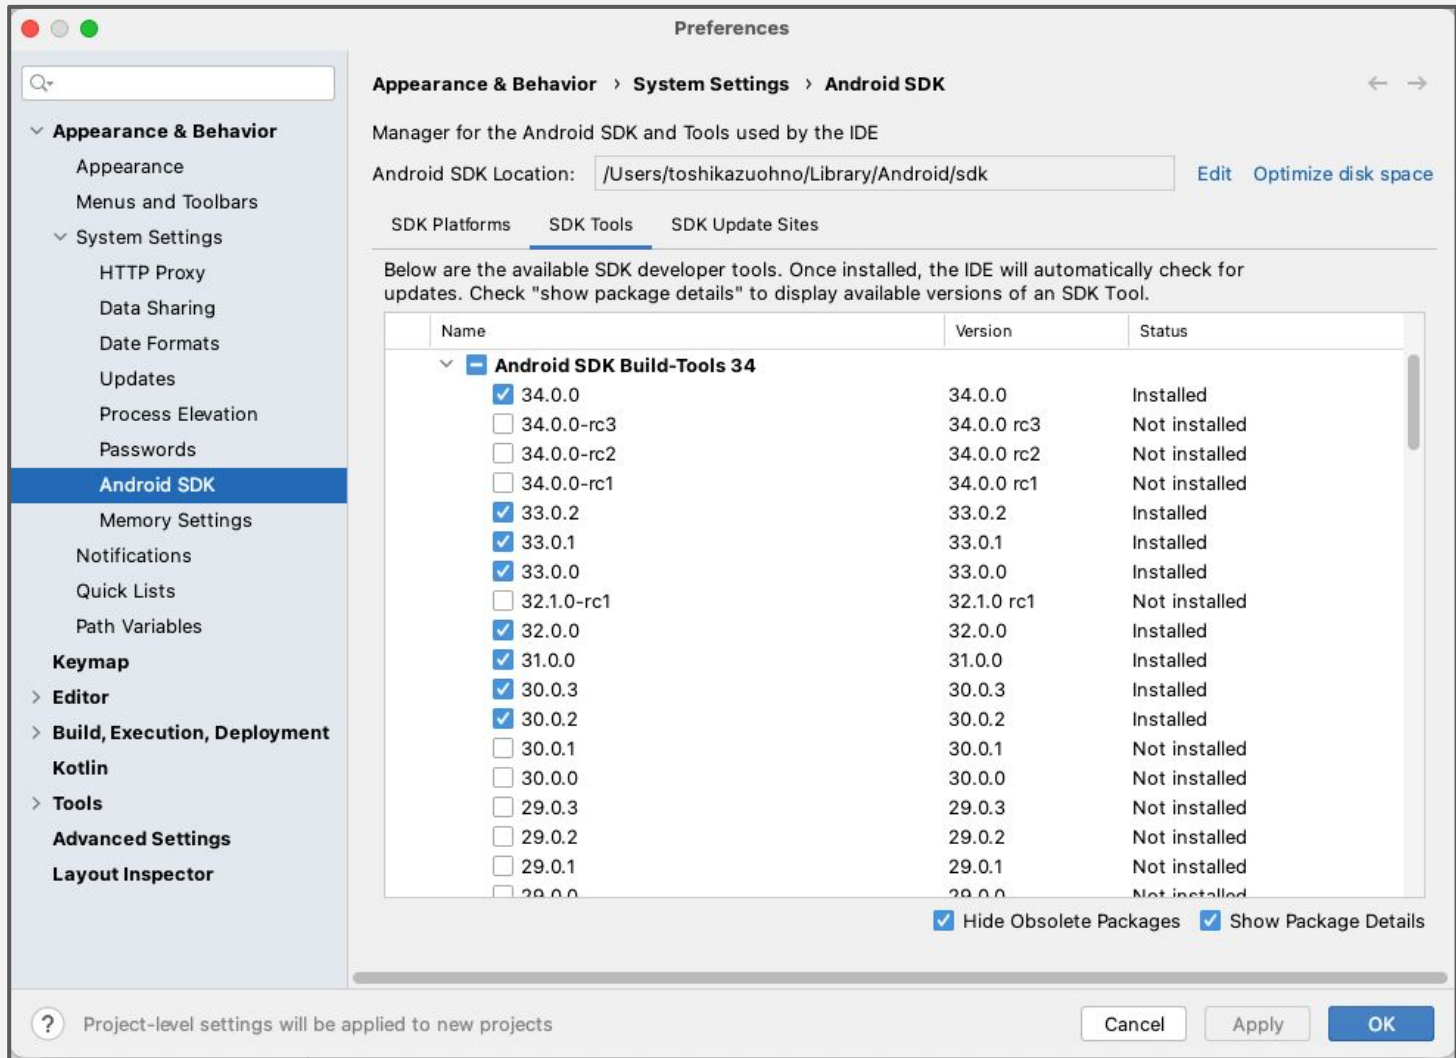 Preferences
Appearance & Behavior
Appearance
Menus and Toolbars
System Settings
HTTP Proxy
Data Sharing
Date Formats
Updates
Process Elevation
Passwords
Android SDK
Memory Settings
Notifications
Quick Lists
Path Variables
Keymap
Editor
Build, Execution, Deployment
Kotlin
Tools
Advanced Settings
Layout Inspector
Appearance & Behavior › System Settings › Android SDK
Manager for the Android SDK and Tools used by the IDE
Android SDK Location: /Users/toshikazuohno/Library/Android/sdk Edit Optimize disk space
SDK Platforms SDK Tools SDK Update Sites
Below are the available SDK developer tools. Once installed, the IDE will automatically check for
updates. Check "show package details" to display available versions of an SDK Tool.
Name Version Status
Android SDK Build-Tools 34
34.0.0 34.0.0 Installed
34.0.0-rc3 34.0.0 rc3 Not installed
34.0.0-rc2 34.0.0 rc2 Not installed
34.0.0-rc1 34.0.0 rc1 Not installed
33.0.2 33.0.2 Installed
33.0.1 33.0.1 Installed
33.0.0 33.0.0 Installed
32.1.0-rc1 32.1.0 rc1 Not installed
32.0.0 32.0.0 Installed
31.0.0 31.0.0 Installed
30.0.3 30.0.3 Installed
30.0.2 30.0.2 Installed
30.0.1 30.0.1 Not installed
30.0.0 30.0.0 Not installed
29.0.3 29.0.3 Not installed
29.0.2 29.0.2 Not installed
29.0.1 29.0.1 Not installed
29.0.0 29.0.0 Not installed
Hide Obsolete Packages Show Package Details
? Project-level settings will be applied to new projects
Cancel Apply OK